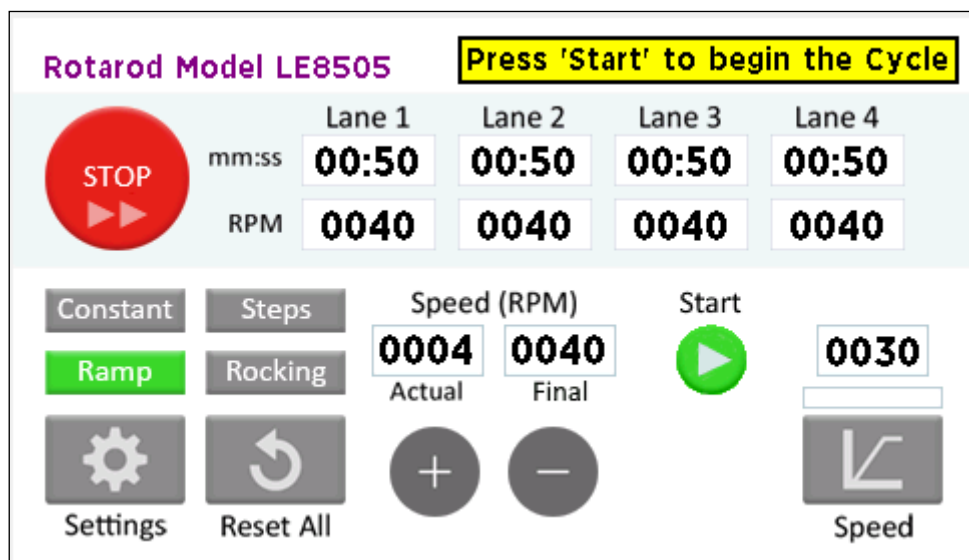 Rotarod Model LE8505
Press 'Start' to begin the Cycle
Lane 1 Lane 2 Lane 3 Lane 4
STOP
mm:ss 00:50 00:50 00:50 00:50
RPM 0040 0040 0040 0040
Constant Steps Speed (RPM) Start
0004 0040 0030
Ramp Rocking Actual Final
+ −
Settings Reset All Speed